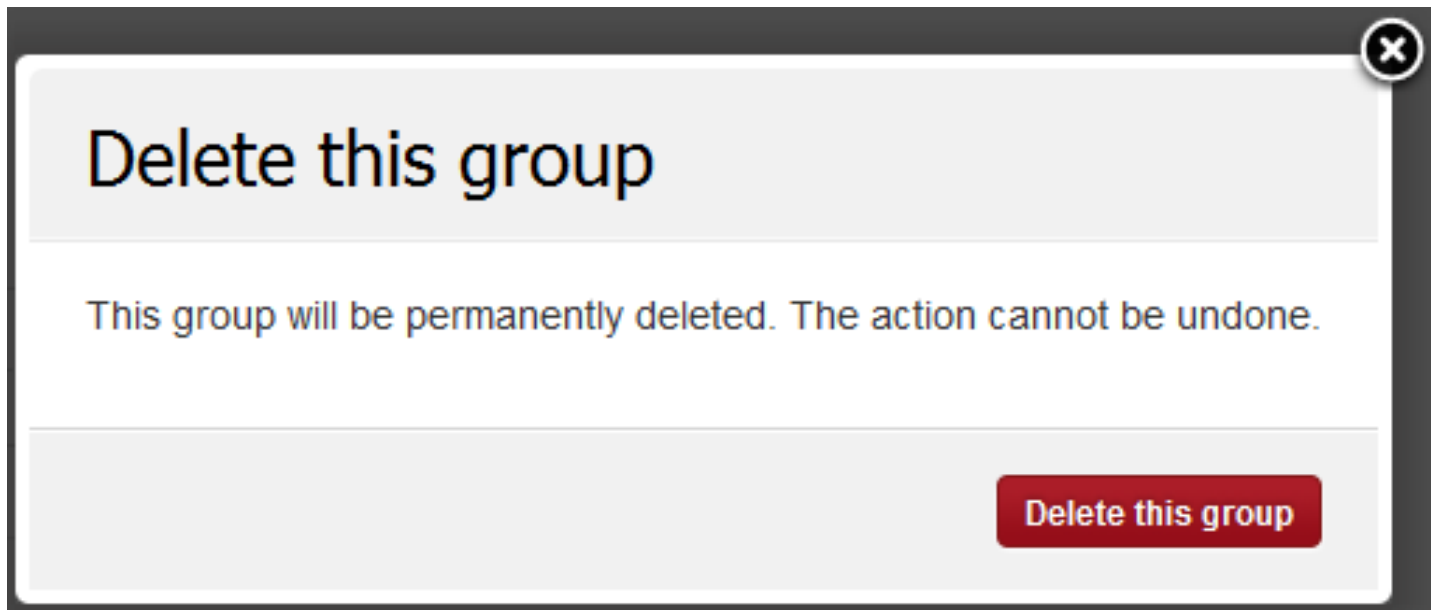 Delete this group
This group will be permanently deleted. The action cannot be undone.
Delete this group